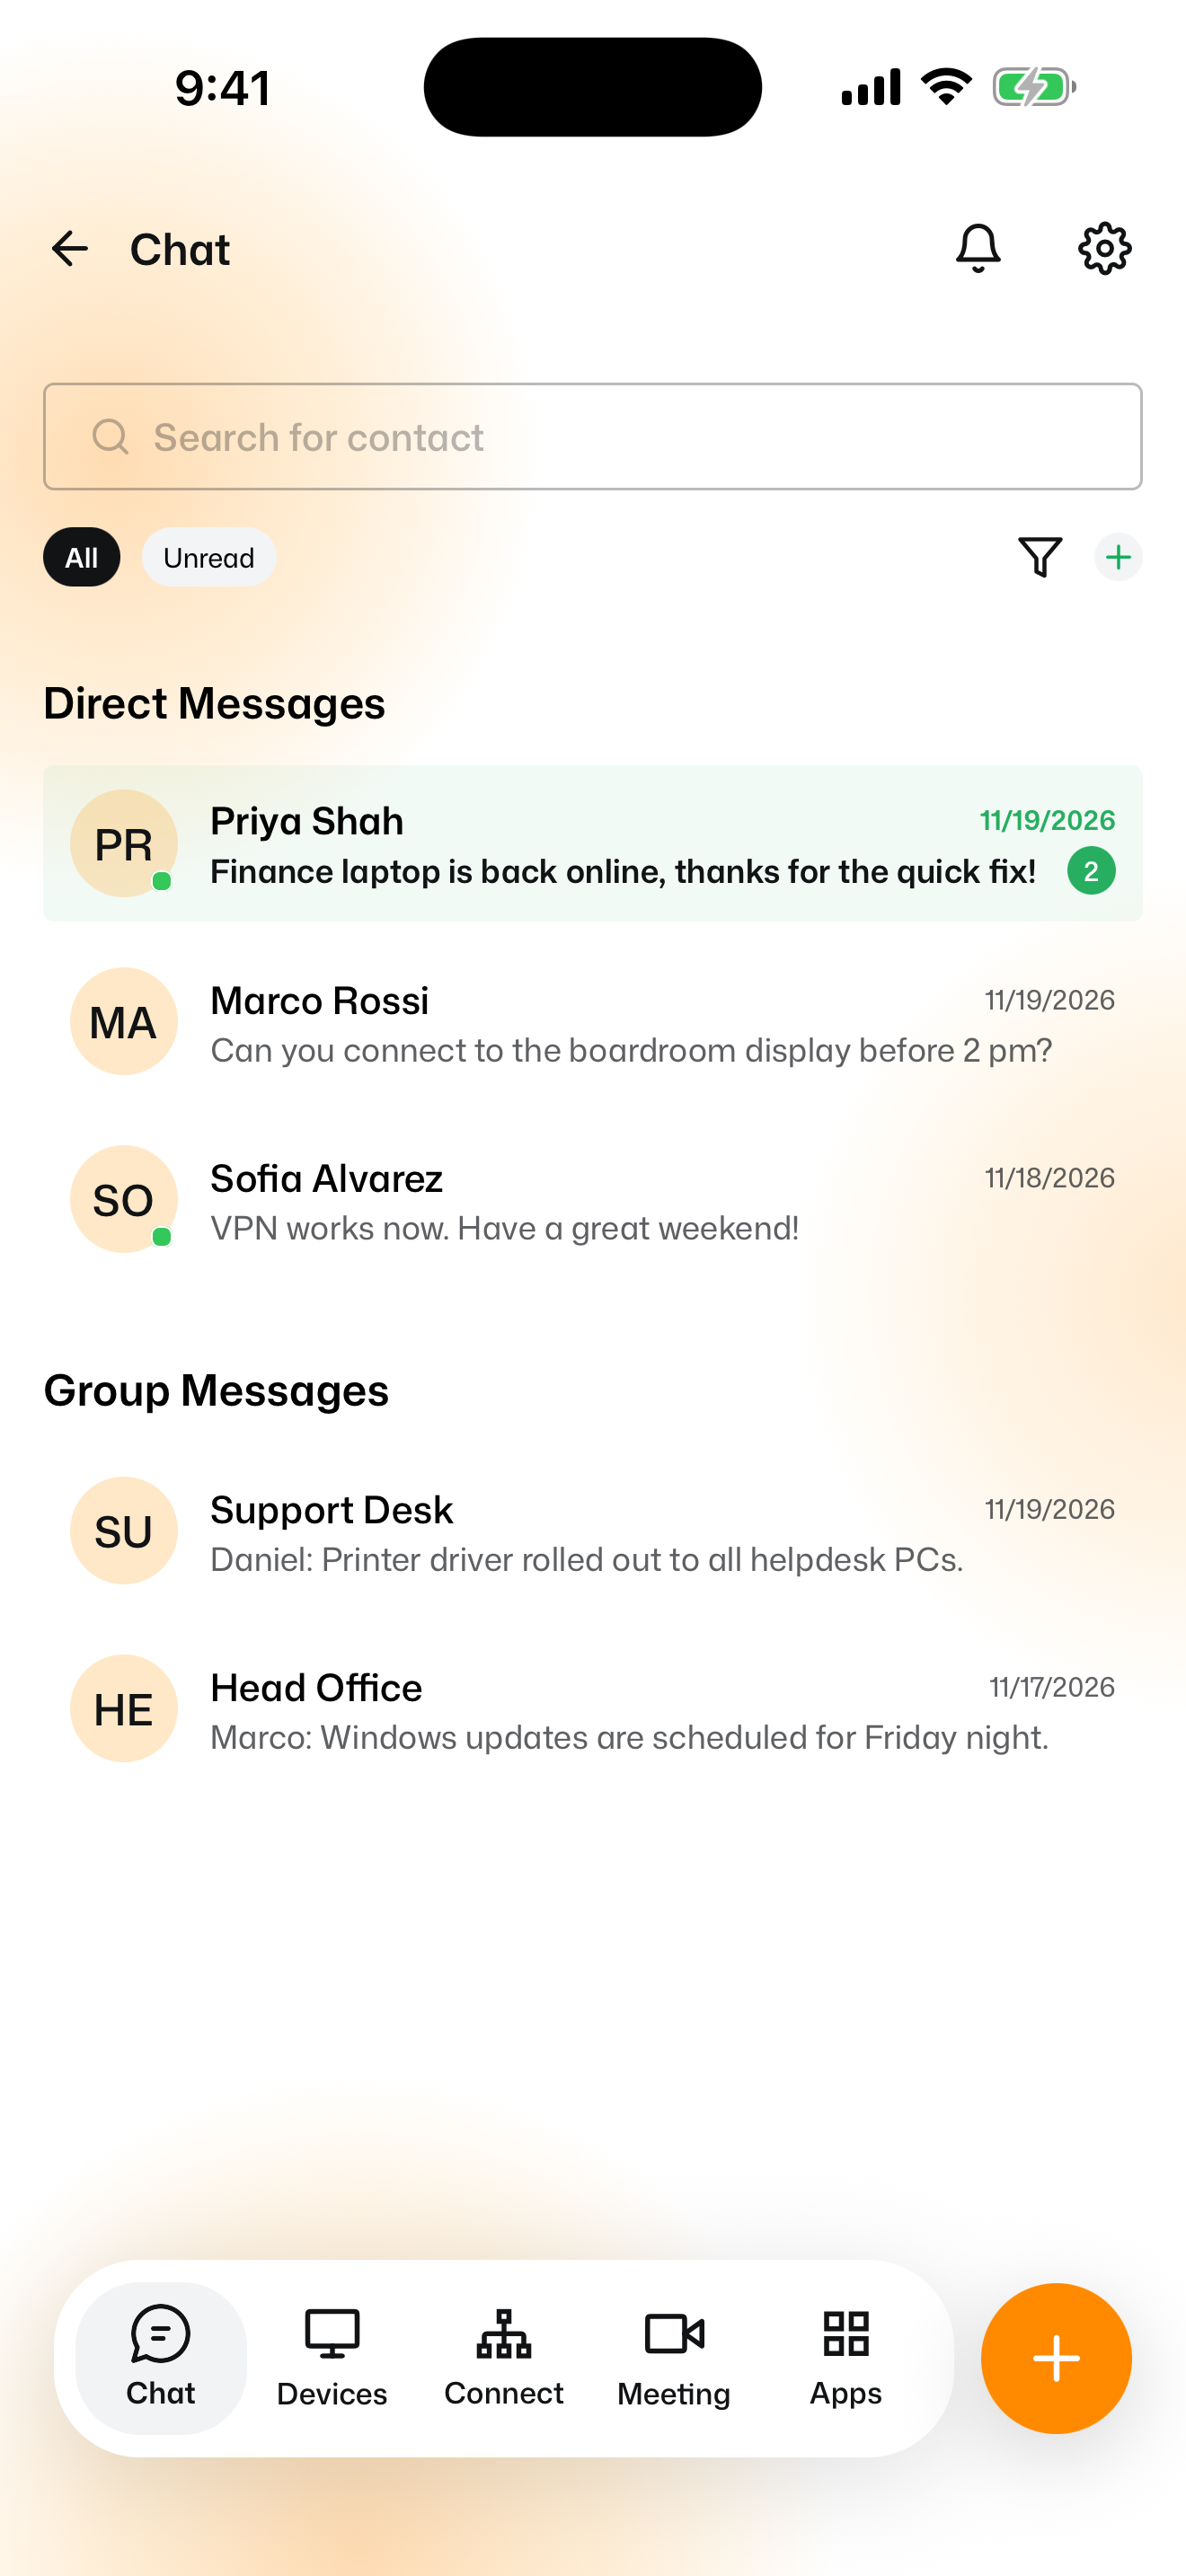 9:41
Chat
Search for contact
All
Unread
Direct Messages
PR
Priya Shah
11/19/2026
Finance laptop is back online, thanks for the quick fix!
2
MA
Marco Rossi
11/19/2026
Can you connect to the boardroom display before 2 pm?
SO
Sofia Alvarez
11/18/2026
VPN works now. Have a great weekend!
Group Messages
SU
Support Desk
11/19/2026
Daniel: Printer driver rolled out to all helpdesk PCs.
HE
Head Office
11/17/2026
Marco: Windows updates are scheduled for Friday night.
Chat
Devices
Connect
Meeting
Apps